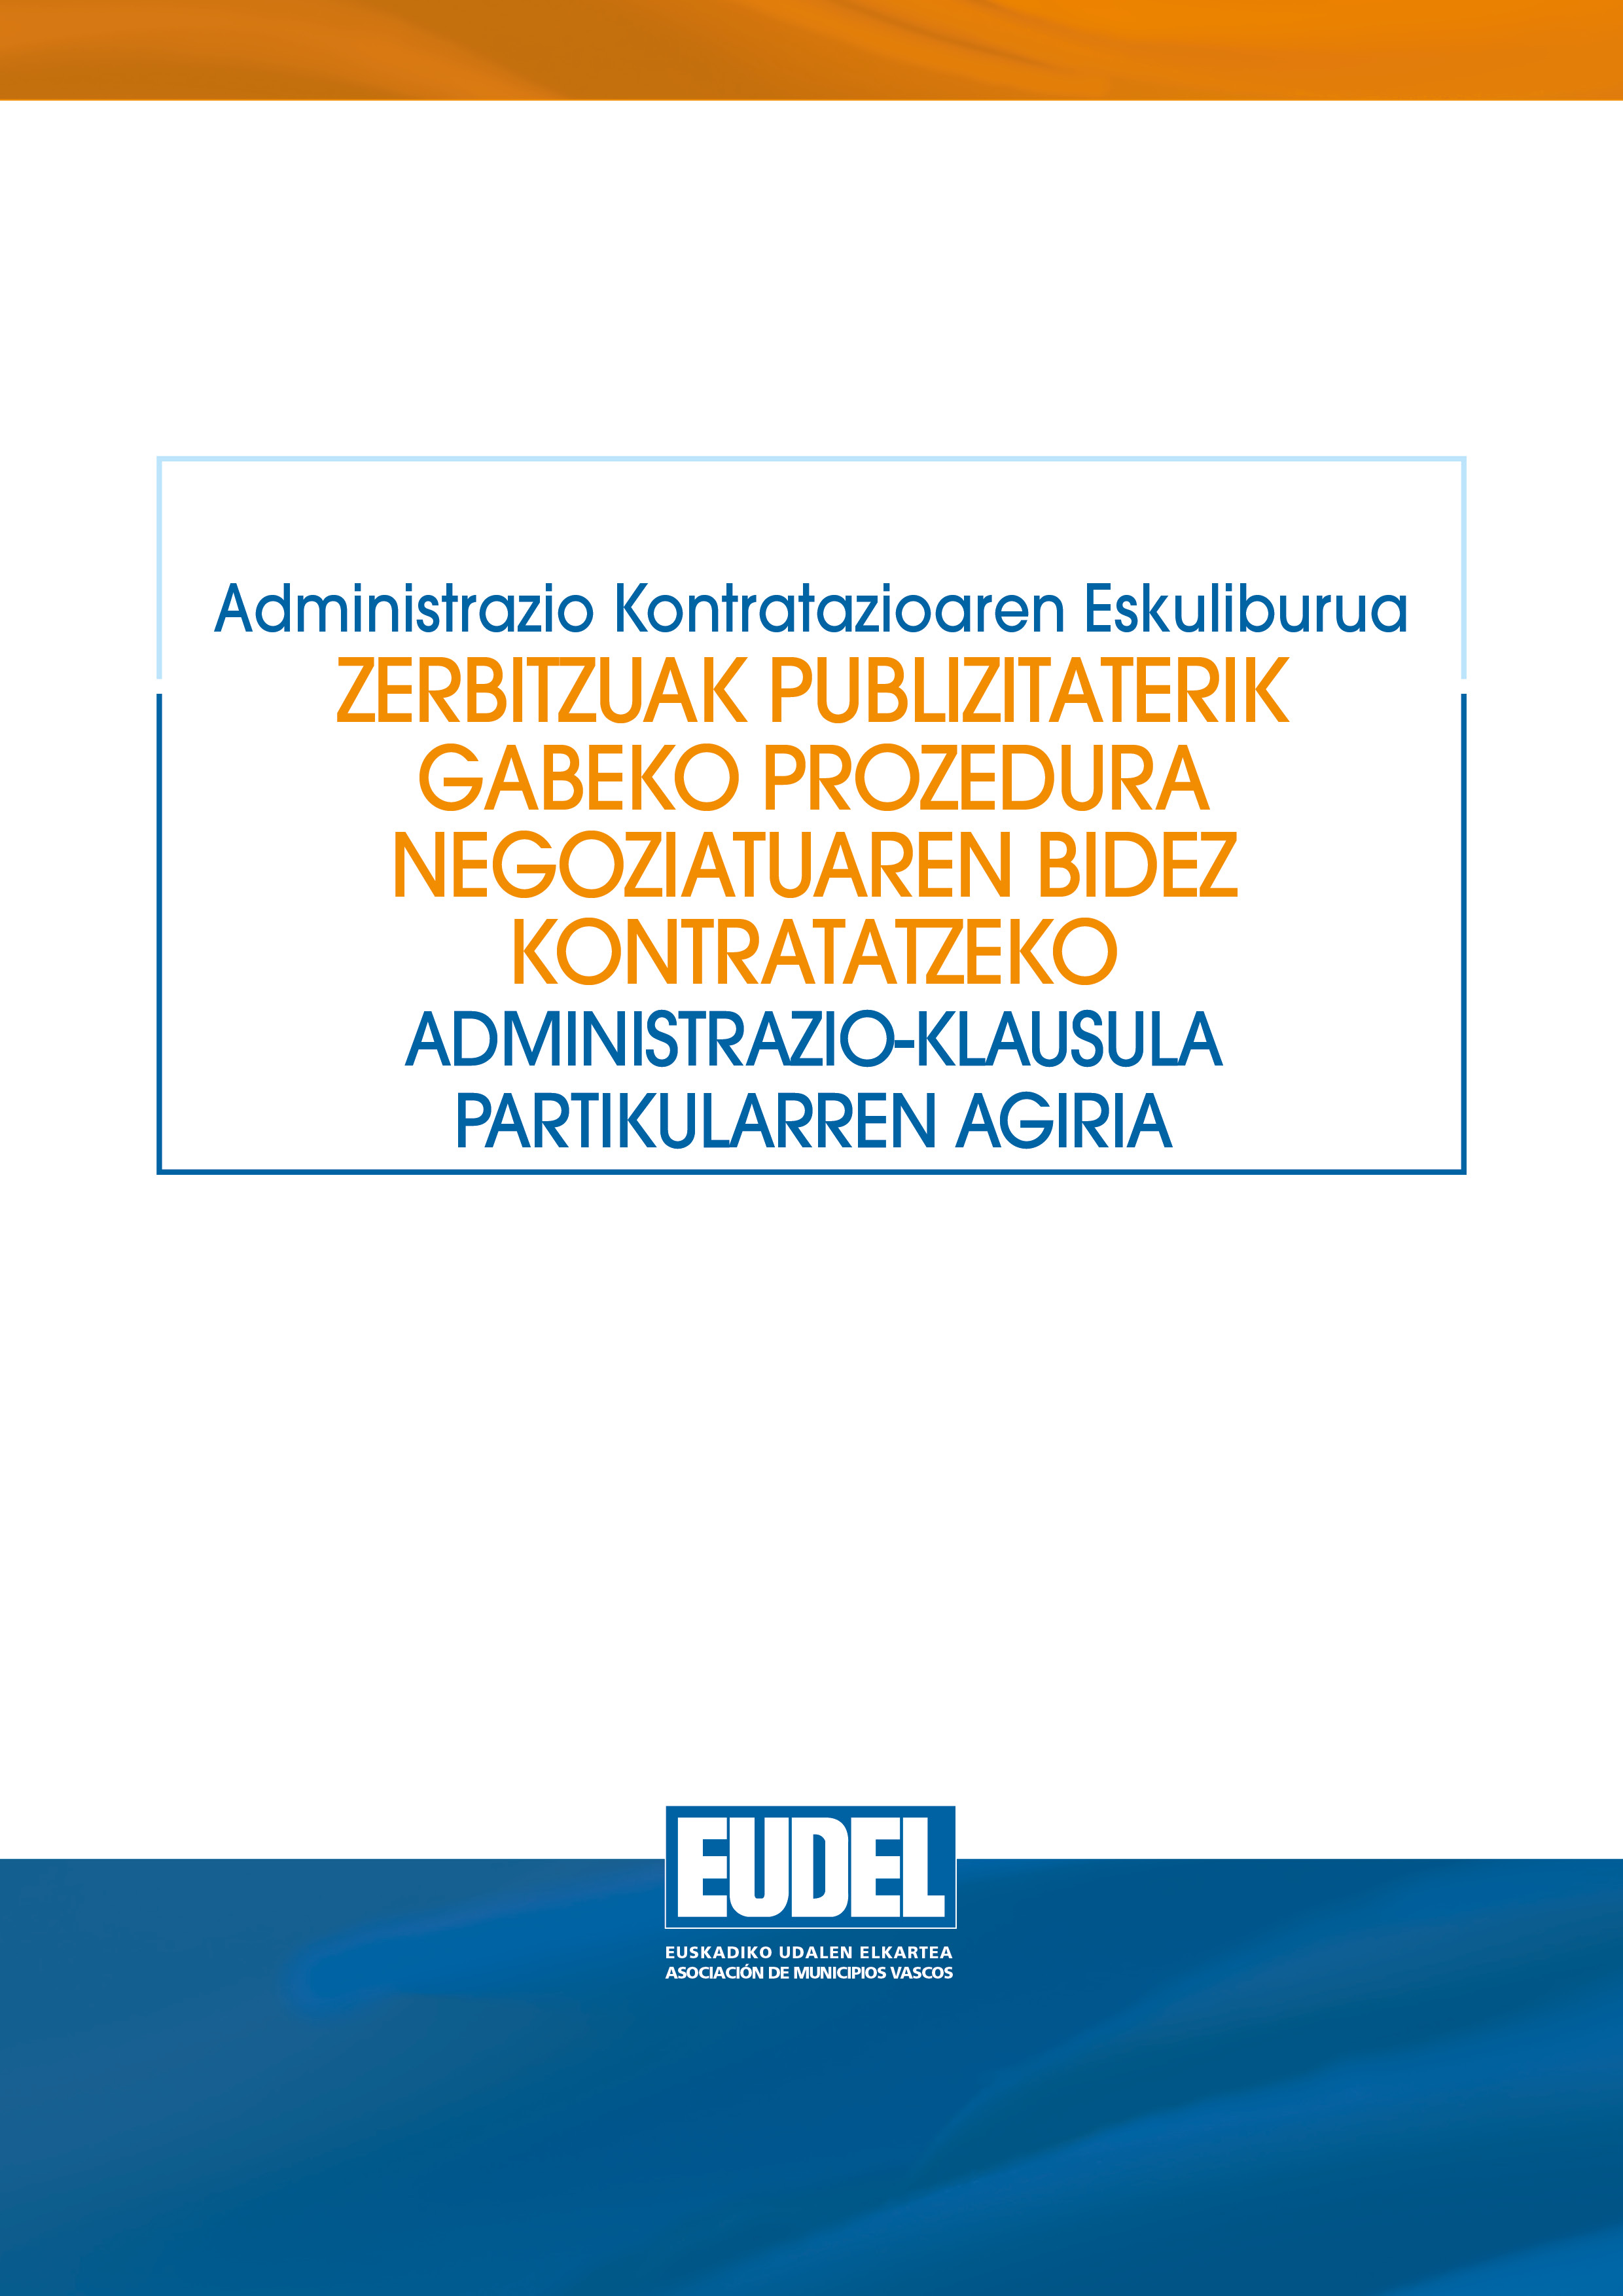 Administrazio Kontratazioaren Eskuliburua
ZERBITZUAK PUBLIZITATERIK
GABEKO PROZEDURA
NEGOZIATUAREN BIDEZ
KONTRATATZEKO
ADMINISTRAZIO-KLAUSULA
PARTIKULARREN AGIRIA
EUDEL
EUSKADIKO UDALEN ELKARTEA
ASOCIACIÓN DE MUNICIPIOS VASCOS